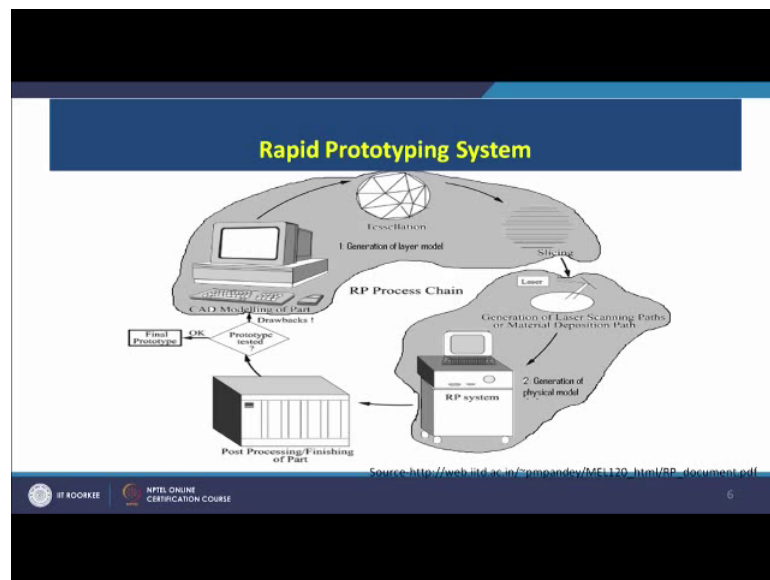 Rapid Prototyping System
Tessellation
1. Generation of layer model
Slicing
CAD Modelling of Part
RP Process Chain
Laser
Generation of Laser Scanning Paths
or Material Deposition Path
Drawbacks !
Final
Prototype
OK
Prototype
tested
?
RP system
2. Generation of
physical model
Post Processing/Finishing
of Part
Source-http://web.iitd.ac.in/~pmpandey/MEL120_html/RP_document.pdf
IIT ROORKEE
NPTEL ONLINE
CERTIFICATION COURSE
6